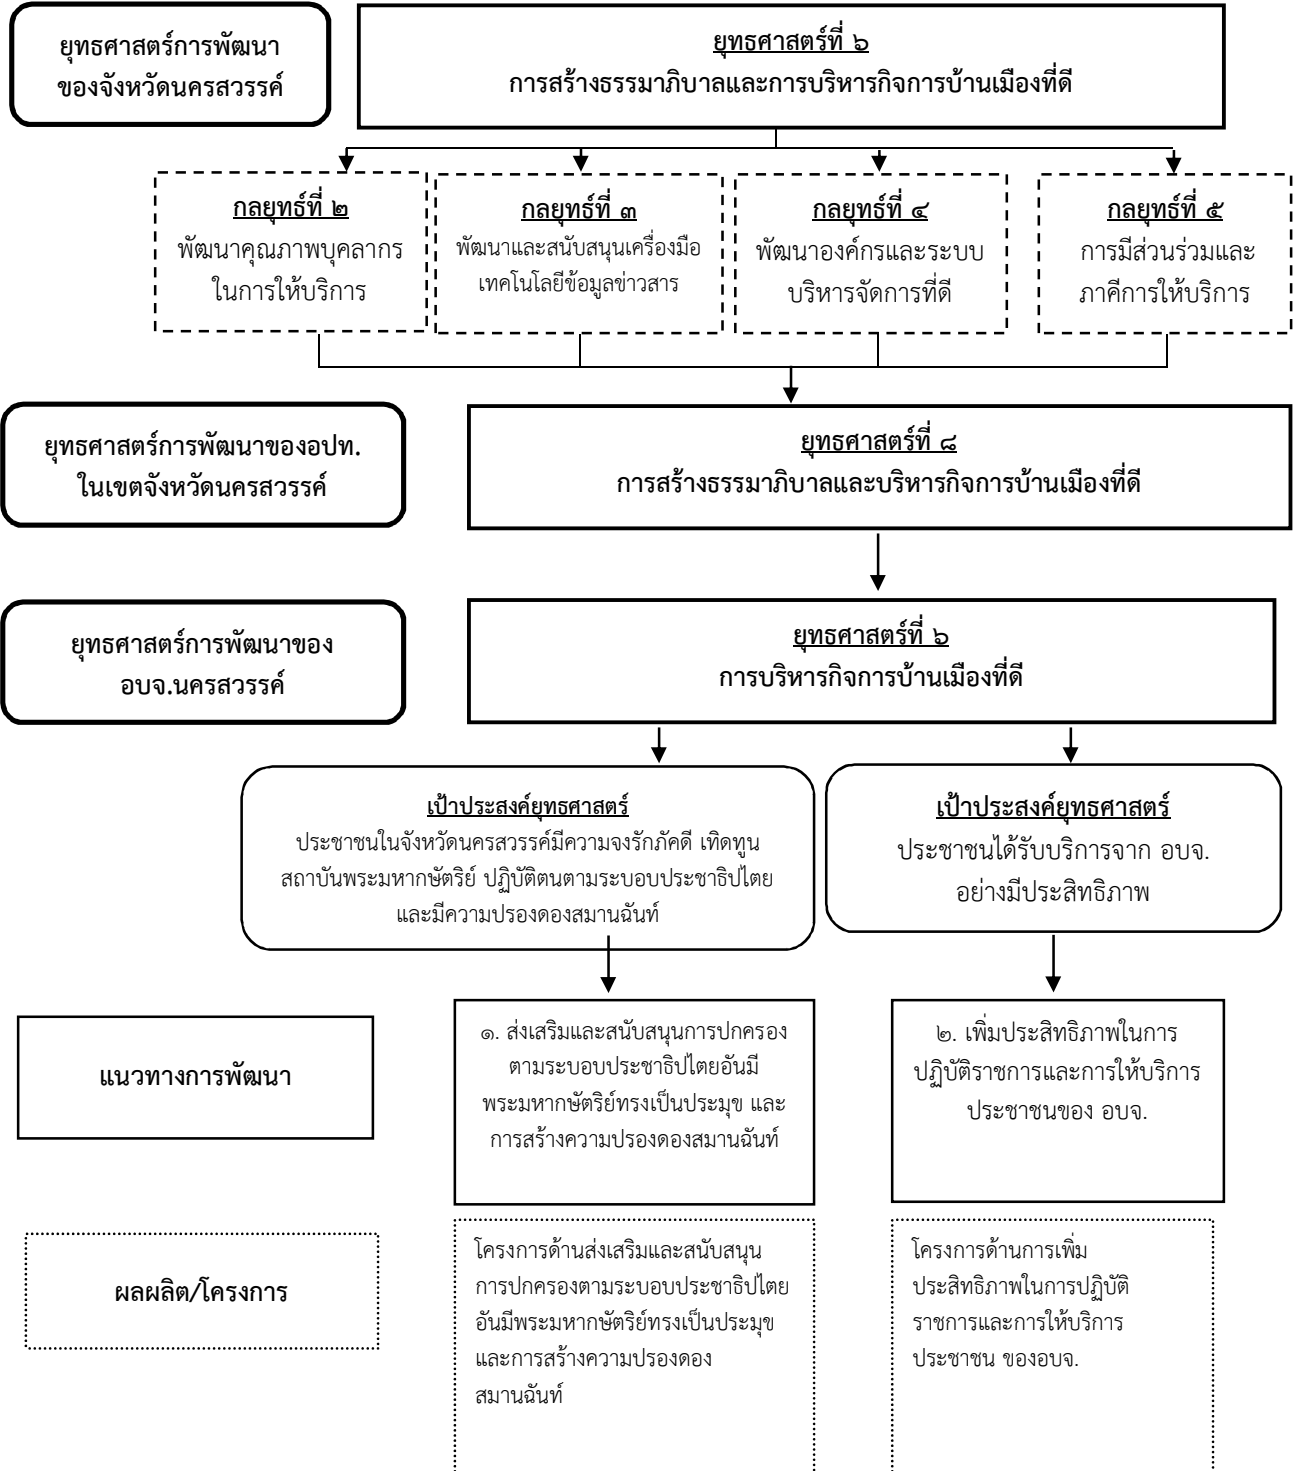 ยุทธศาสตร์การพัฒนา
ของจังหวัดนครสวรรค์
ยุทธศาสตร์ที่ ๖
การสร้างธรรมาภิบาลและการบริหารกิจการบ้านเมืองที่ดี
กลยุทธ์ที่ ๒
พัฒนาคุณภาพบุคลากร
ในการให้บริการ
กลยุทธ์ที่ ๓
พัฒนาและสนับสนุนเครื่องมือ
เทคโนโลยีข้อมูลข่าวสาร
กลยุทธ์ที่ ๔
พัฒนาองค์กรและระบบ
บริหารจัดการที่ดี
กลยุทธ์ที่ ๕
การมีส่วนร่วมและ
ภาคีการให้บริการ
ยุทธศาสตร์การพัฒนาของอปท.
ในเขตจังหวัดนครสวรรค์
ยุทธศาสตร์ที่ ๘
การสร้างธรรมาภิบาลและบริหารกิจการบ้านเมืองที่ดี
ยุทธศาสตร์การพัฒนาของ
อบจ.นครสวรรค์
ยุทธศาสตร์ที่ ๖
การบริหารกิจการบ้านเมืองที่ดี
เป้าประสงค์ยุทธศาสตร์
ประชาชนในจังหวัดนครสวรรค์มีความจงรักภักดี เทิดทูน
สถาบันพระมหากษัตริย์ ปฏิบัติตนตามระบอบประชาธิปไตย
และมีความปรองดองสมานฉันท์
เป้าประสงค์ยุทธศาสตร์
ประชาชนได้รับบริการจาก อบจ.
อย่างมีประสิทธิภาพ
แนวทางการพัฒนา
๑. ส่งเสริมและสนับสนุนการปกครอง
ตามระบอบประชาธิปไตยอันมี
พระมหากษัตริย์ทรงเป็นประมุข และ
การสร้างความปรองดองสมานฉันท์
๒. เพิ่มประสิทธิภาพในการ
ปฏิบัติราชการและการให้บริการ
ประชาชนของ อบจ.
ผลผลิต/โครงการ
โครงการด้านส่งเสริมและสนับสนุน
การปกครองตามระบอบประชาธิปไตย
อันมีพระมหากษัตริย์ทรงเป็นประมุข
และการสร้างความปรองดอง
สมานฉันท์
โครงการด้านการเพิ่ม
ประสิทธิภาพในการปฏิบัติ
ราชการและการให้บริการ
ประชาชน ของอบจ.